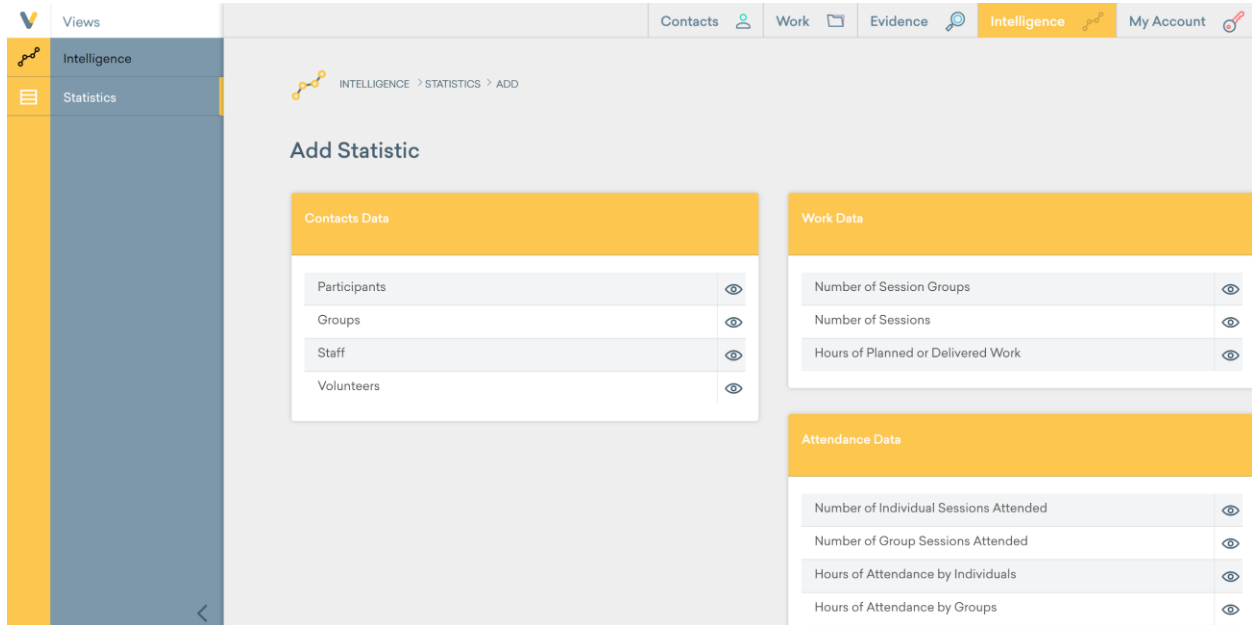 Views
Contacts
Work
Evidence
Intelligence
My Account
Intelligence
Statistics
INTELLIGENCE > STATISTICS > ADD
Add Statistic
Contacts Data
Participants
Groups
Staff
Volunteers
Work Data
Number of Session Groups
Number of Sessions
Hours of Planned or Delivered Work
Attendance Data
Number of Individual Sessions Attended
Number of Group Sessions Attended
Hours of Attendance by Individuals
Hours of Attendance by Groups